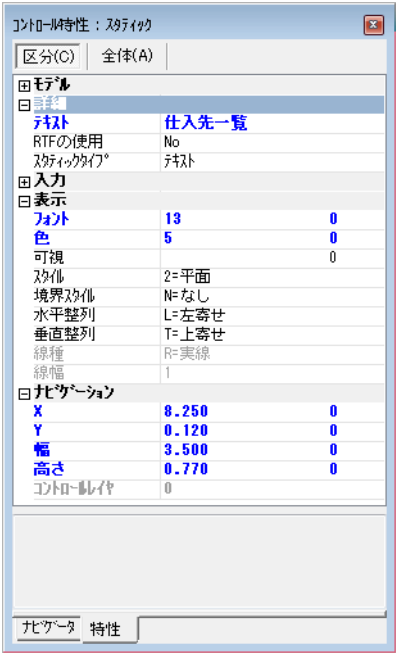 ｺﾝﾄﾛｰﾙ特性 : ｽﾀﾃｨｯｸ
区分(C) 全体(A)
ﾓﾃﾞﾙ
詳細
ﾃｷｽﾄ 仕入先一覧
RTFの使用 No
ｽﾀﾃｨｯｸﾀｲﾌﾟ ﾃｷｽﾄ
入力
表示
ﾌｫﾝﾄ 13 0
色 5 0
可視 0
ｽﾀｲﾙ 2=平面
境界ｽﾀｲﾙ N=なし
水平整列 L=左寄せ
垂直整列 T=上寄せ
線種 R=実線
線幅 1
ﾅﾋﾞｹﾞｰｼｮﾝ
X 8.250 0
Y 0.120 0
幅 3.500 0
高さ 0.770 0
ｺﾝﾄﾛｰﾙﾚｲﾔ 0
ﾅﾋﾞｹﾞｰﾀ 特性